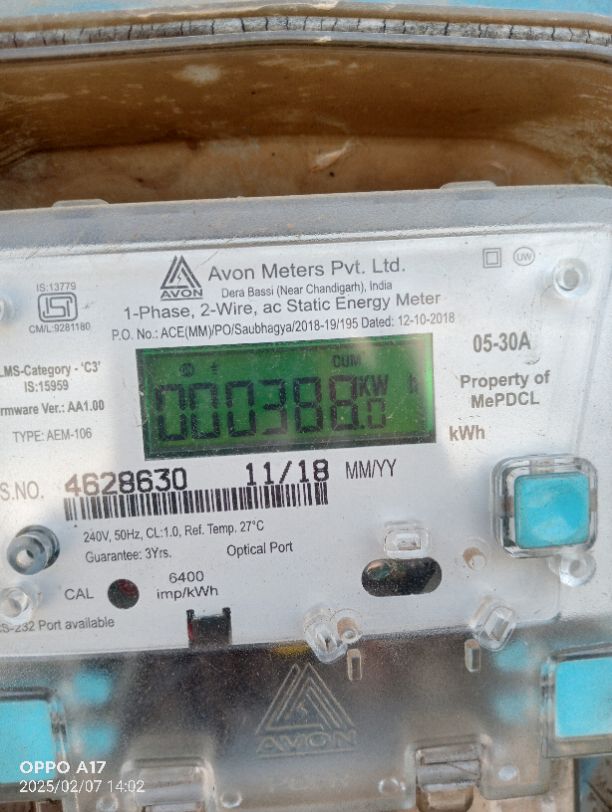 Avon Meters Pvt. Ltd.
AVON
Dera Bassi (Near Chandigarh), India
UW
IS:13779
CM/L:9281180
1-Phase, 2-Wire, ac Static Energy Meter
P.O. No.: ACE(MM)/PO/Saubhagya/2018-19/195 Dated: 12-10-2018
LMS-Category - 'C3'
IS:15959
rmware Ver.: AA1.00
TYPE: AEM-106
CUM
000388.0 KW h
05-30A
Property of
MePDCL
kWh
S.NO. 4628630 11/18 MM/YY
240V, 50Hz, CL:1.0, Ref. Temp. 27°C
Guarantee: 3Yrs. Optical Port
CAL 6400
imp/kWh
S-232 Port available
AVON
OPPO A17
2025/02/07 14:02